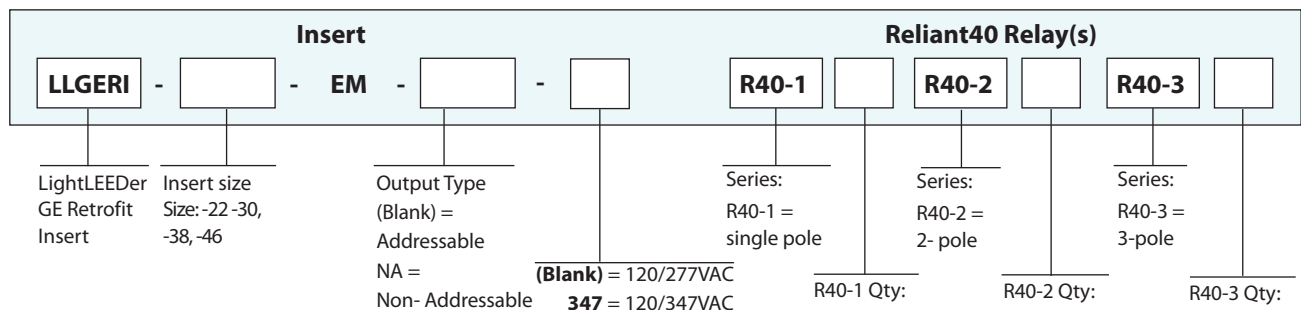 Insert
Reliant40 Relay(s)
LLGERI - - EM - - R40-1 R40-2 R40-3
LightLEEDer
GE Retrofit
Insert
Insert size
Size: -22 -30,
-38, -46
Output Type
(Blank) =
Addressable
NA =
Non- Addressable
(Blank) = 120/277VAC
347 = 120/347VAC
Series:
R40-1 =
single pole
R40-1 Qty:
Series:
R40-2 =
2- pole
R40-2 Qty:
Series:
R40-3 =
3-pole
R40-3 Qty: